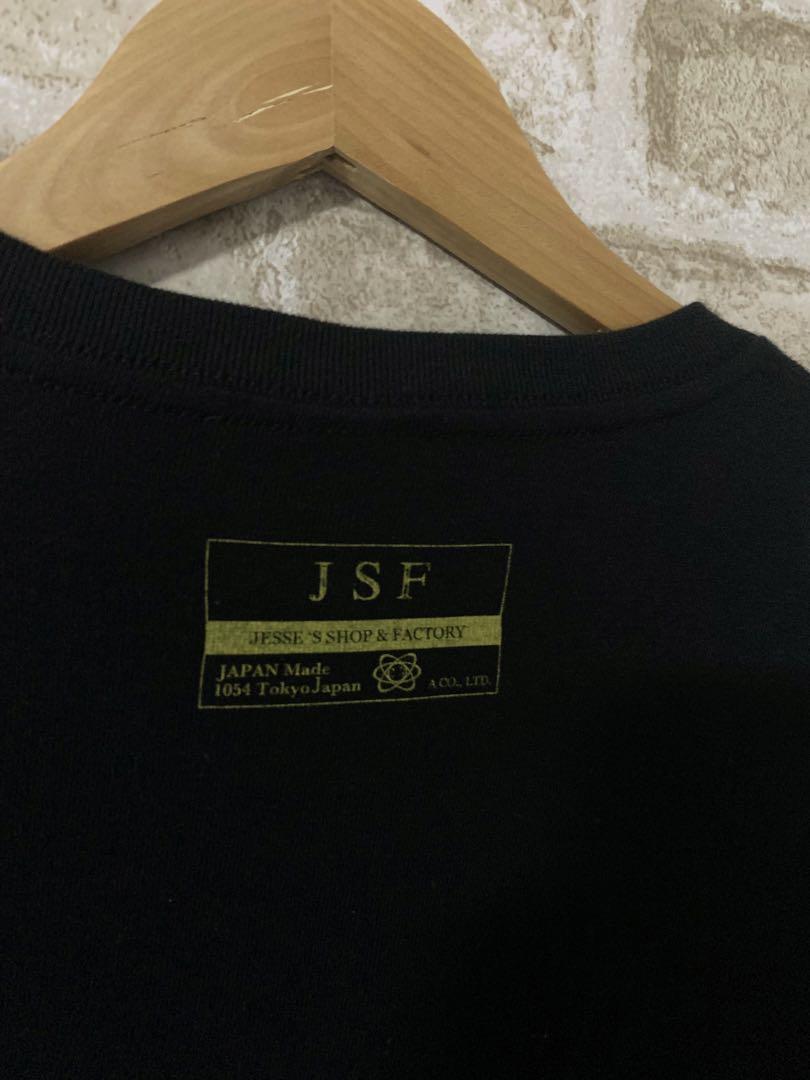 JSF
JESSE 'S SHOP & FACTORY
JAPAN Made
1054 Tokyo Japan
A CO., LTD.